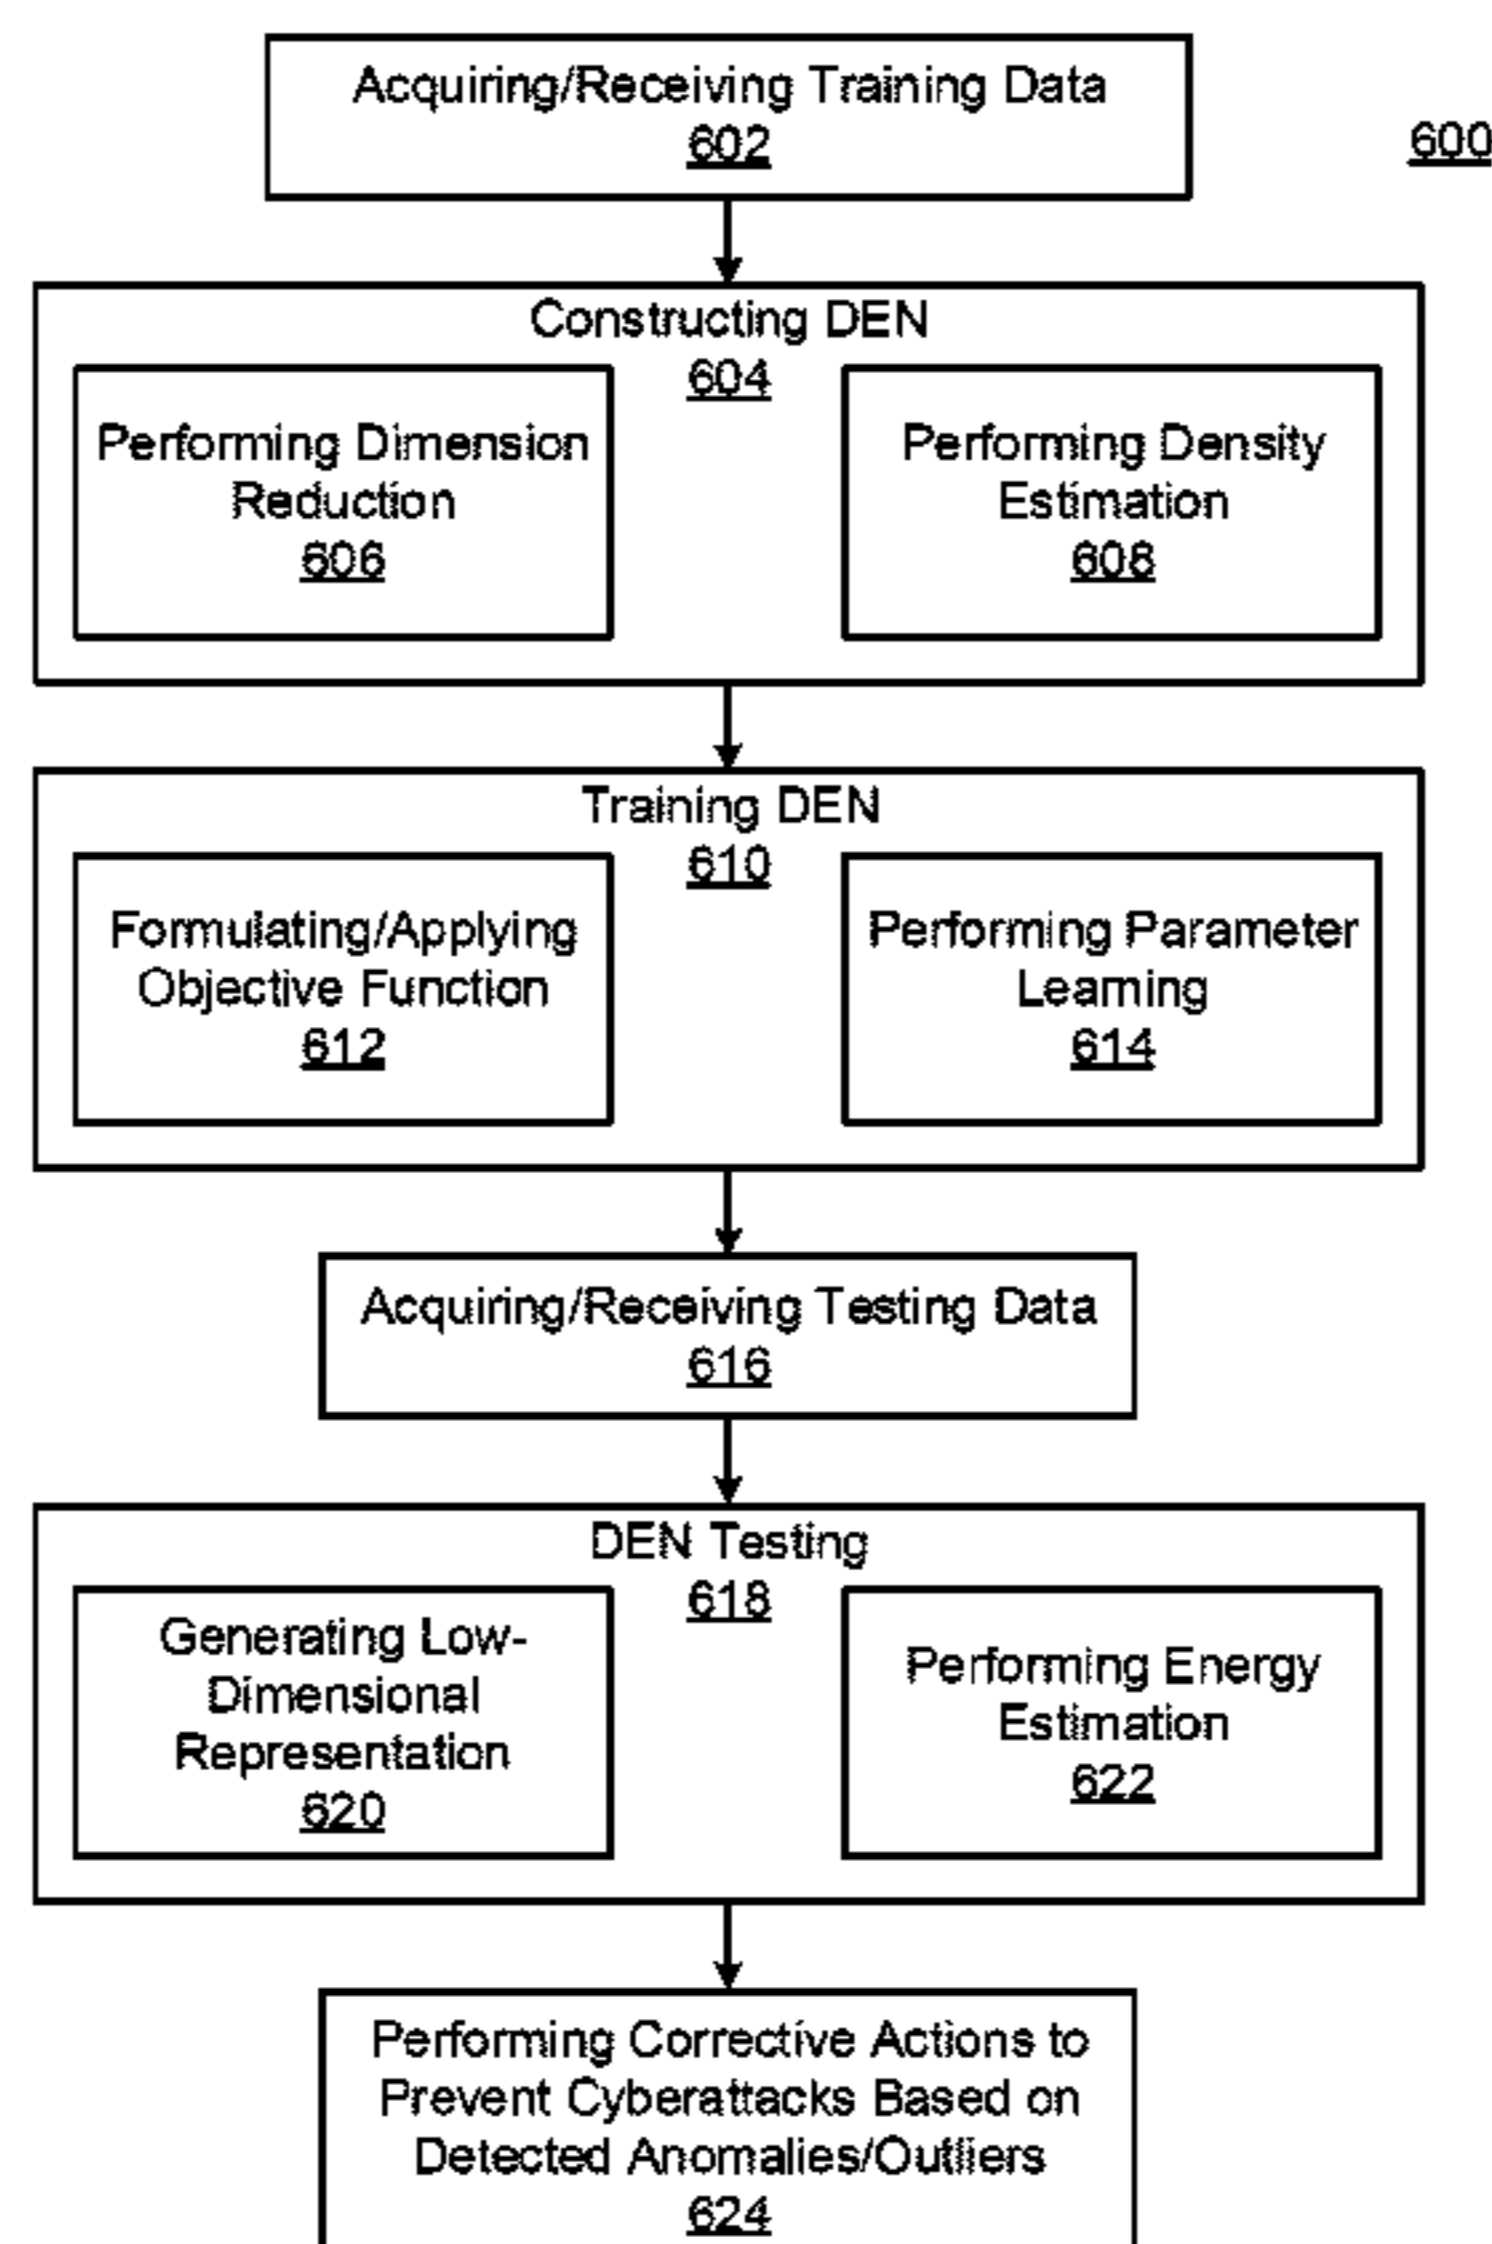 Acquiring/Receiving Training Data
602
600
Constructing DEN
604
Performing Dimension
Reduction
606
Performing Density
Estimation
608
Training DEN
610
Formulating/Applying
Objective Function
612
Performing Parameter
Learning
614
Acquiring/Receiving Testing Data
616
DEN Testing
618
Generating Low-
Dimensional
Representation
620
Performing Energy
Estimation
622
Performing Corrective Actions to
Prevent Cyberattacks Based on
Detected Anomalies/Outliers
624